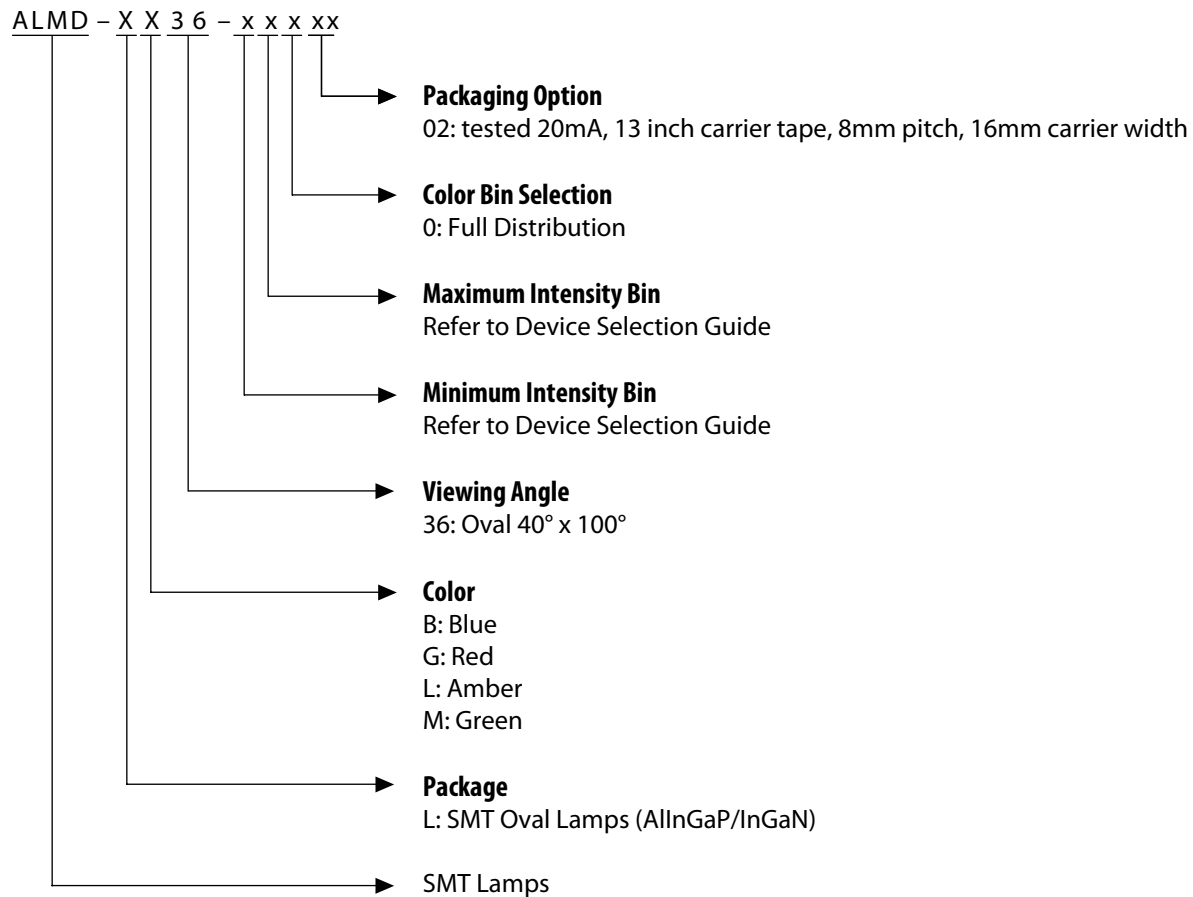 ALMD – X X 3 6 – x x x xx
Packaging Option
02: tested 20mA, 13 inch carrier tape, 8mm pitch, 16mm carrier width
Color Bin Selection
0: Full Distribution
Maximum Intensity Bin
Refer to Device Selection Guide
Minimum Intensity Bin
Refer to Device Selection Guide
Viewing Angle
36: Oval 40° x 100°
Color
B: Blue
G: Red
L: Amber
M: Green
Package
L: SMT Oval Lamps (AlInGaP/InGaN)
SMT Lamps